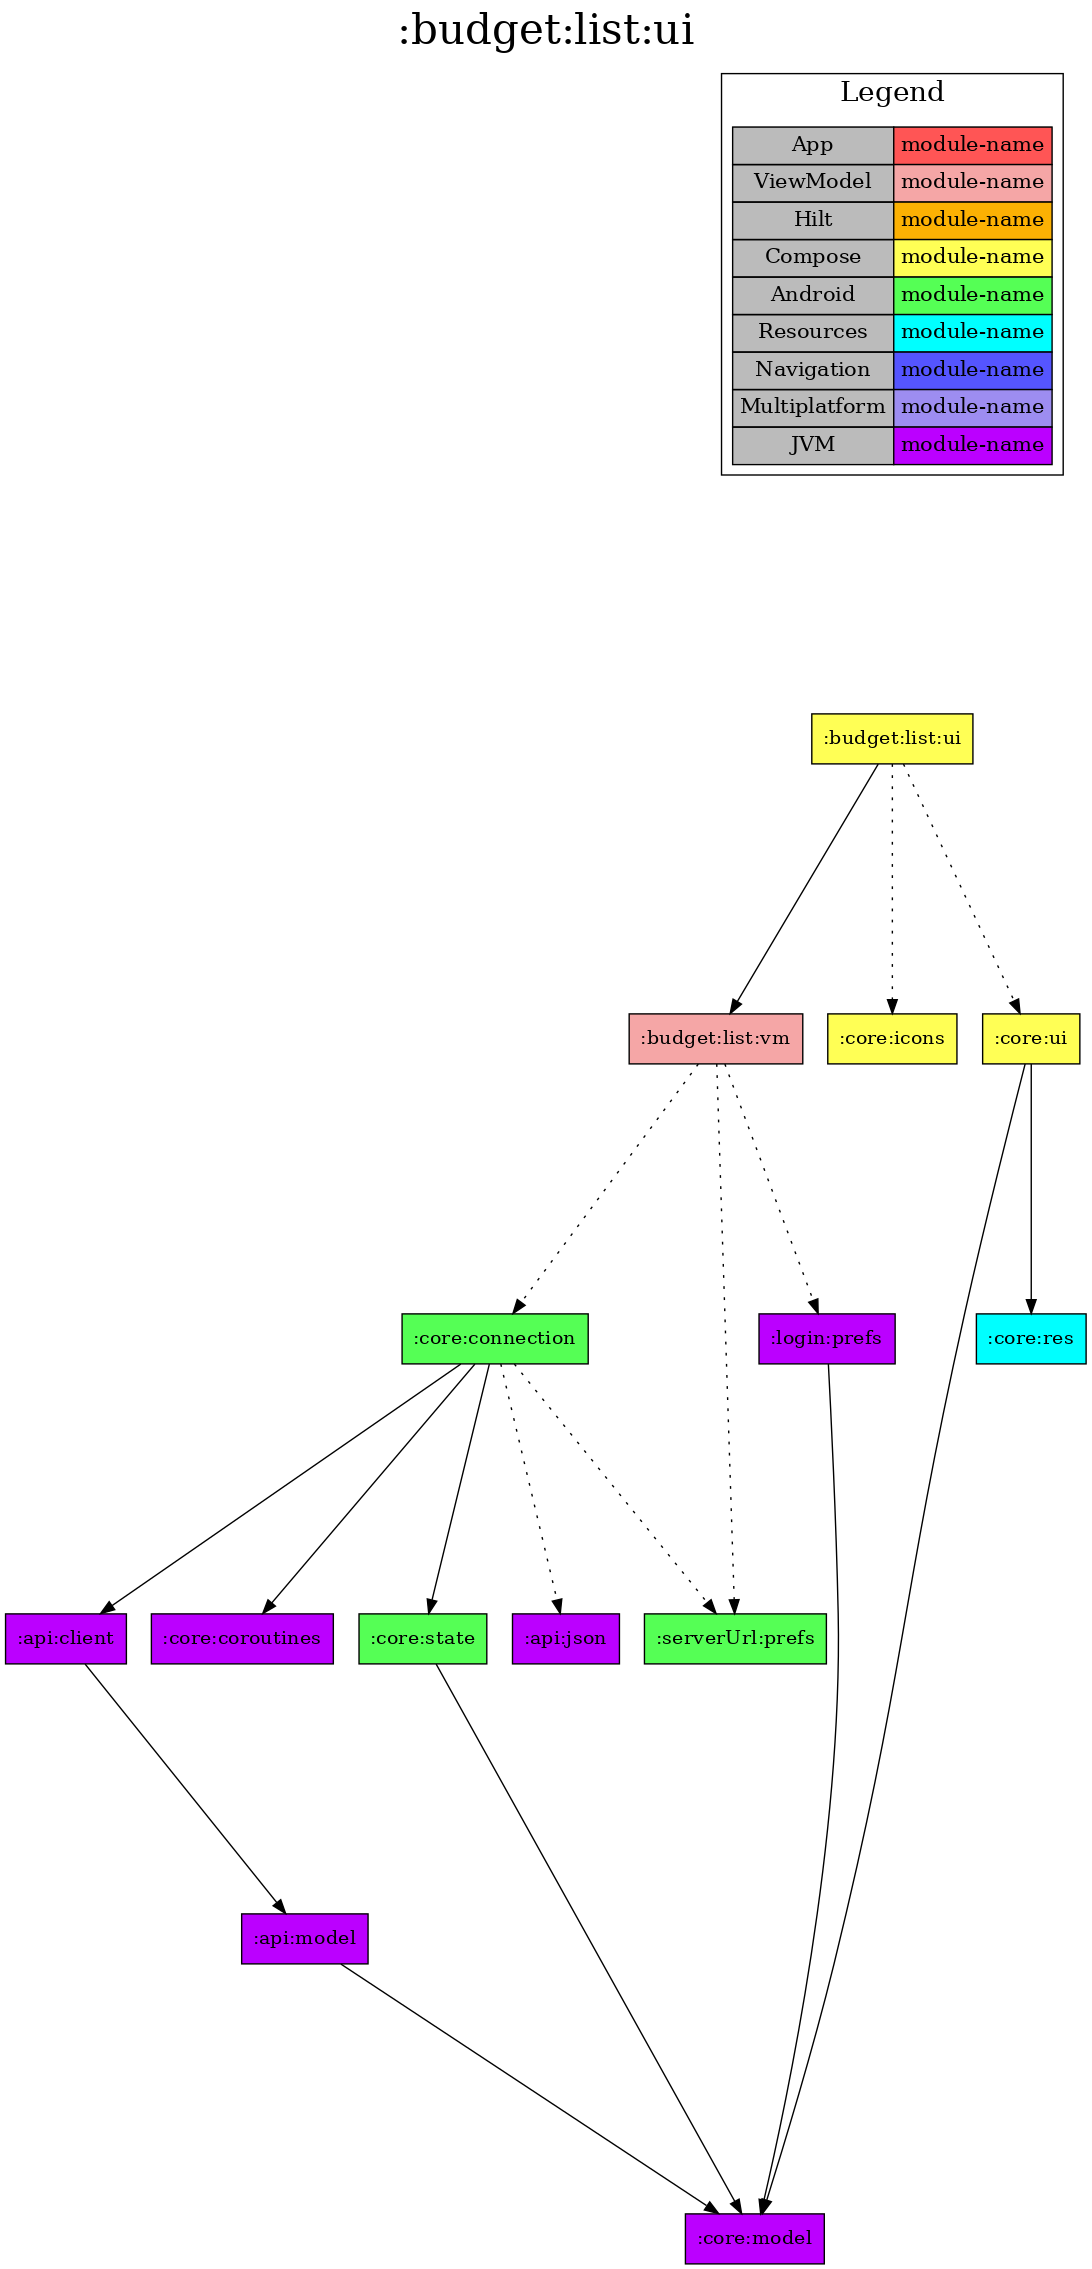 :budget:list:ui
Legend
App module-name
ViewModel module-name
Hilt module-name
Compose module-name
Android module-name
Resources module-name
Navigation module-name
Multiplatform module-name
JVM module-name
:budget:list:ui
:budget:list:vm
:core:icons
:core:ui
:core:connection
:login:prefs
:core:res
:api:client
:core:coroutines
:core:state
:api:json
:serverUrl:prefs
:api:model
:core:model